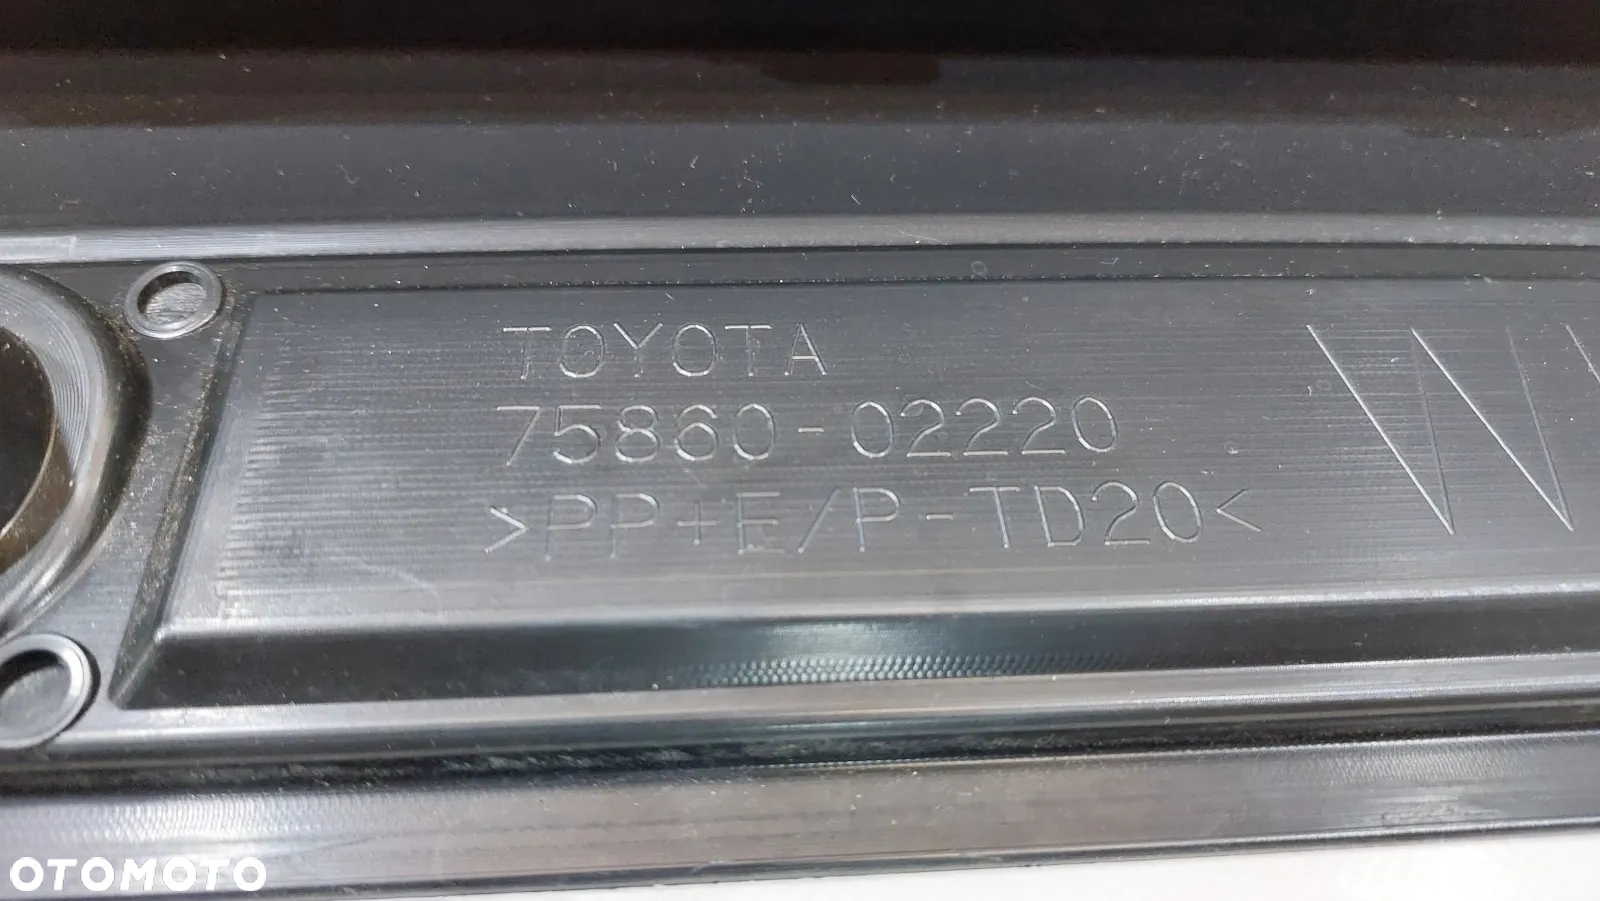 TOYOTA
75860-02220
>PP+E/P-TD20<
OTOMOTO